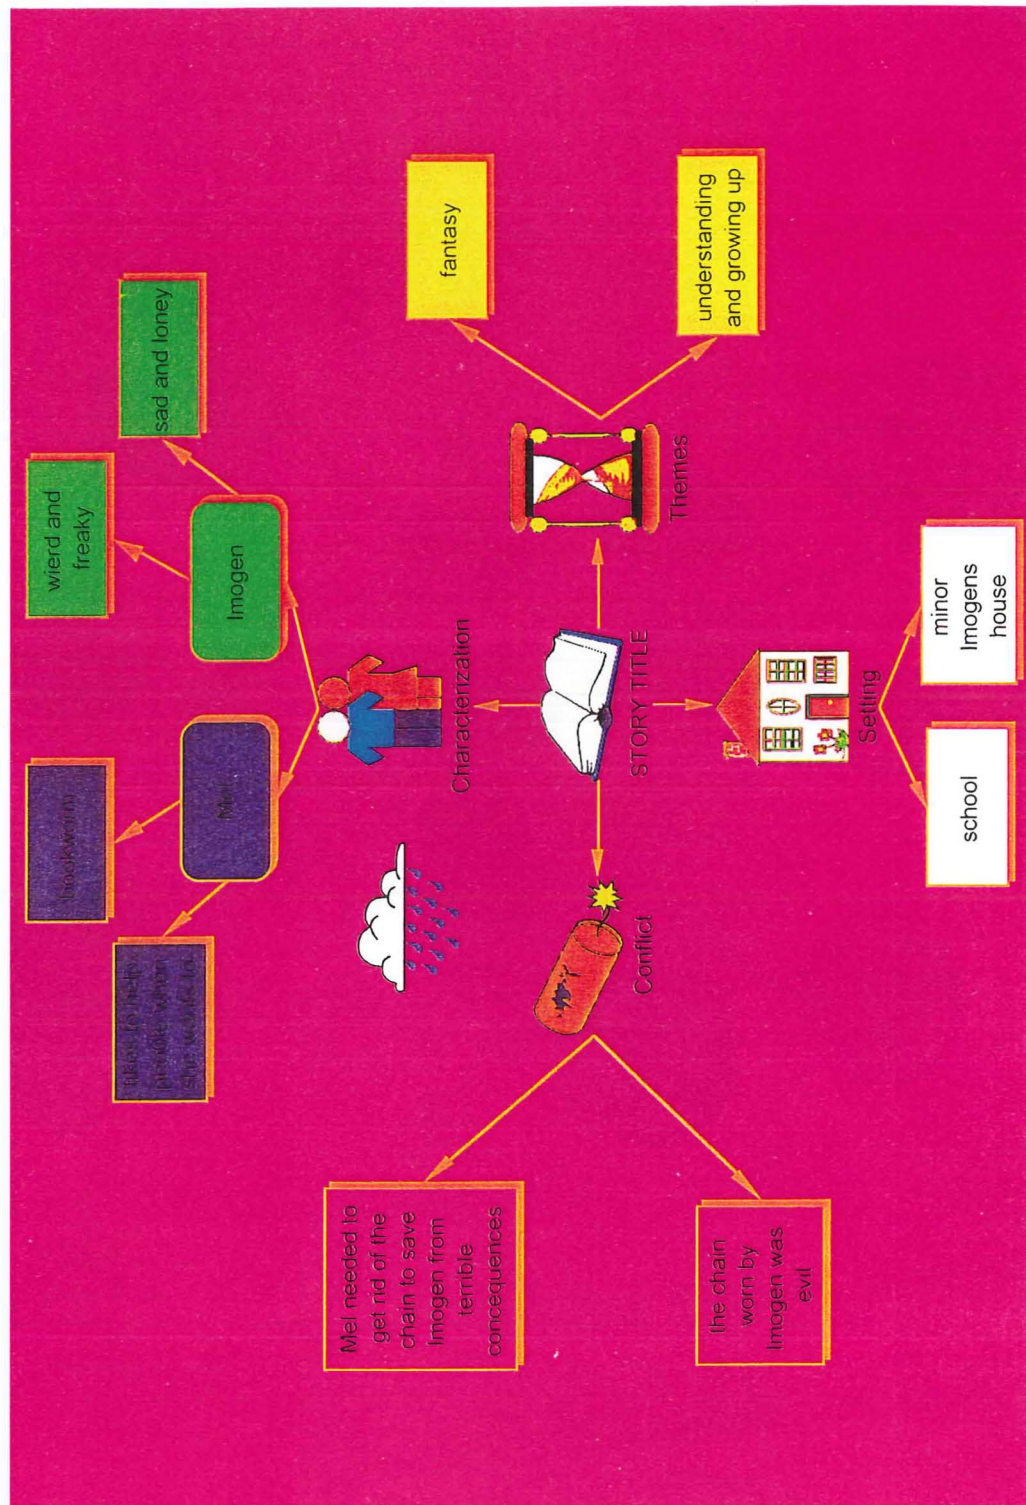 bookworm
wierd and
freaky
likes to help
people when
she wants to
sad and loney
Mel
Imogen
Characterization
Mel needed to
get rid of the
chain to save
Imogen from
terrible
concequences
fantasy
STORY TITLE
Conflict
Themes
the chain
worn by
Imogen was
evil
understanding
and growing up
Setting
school
minor
Imogens
house